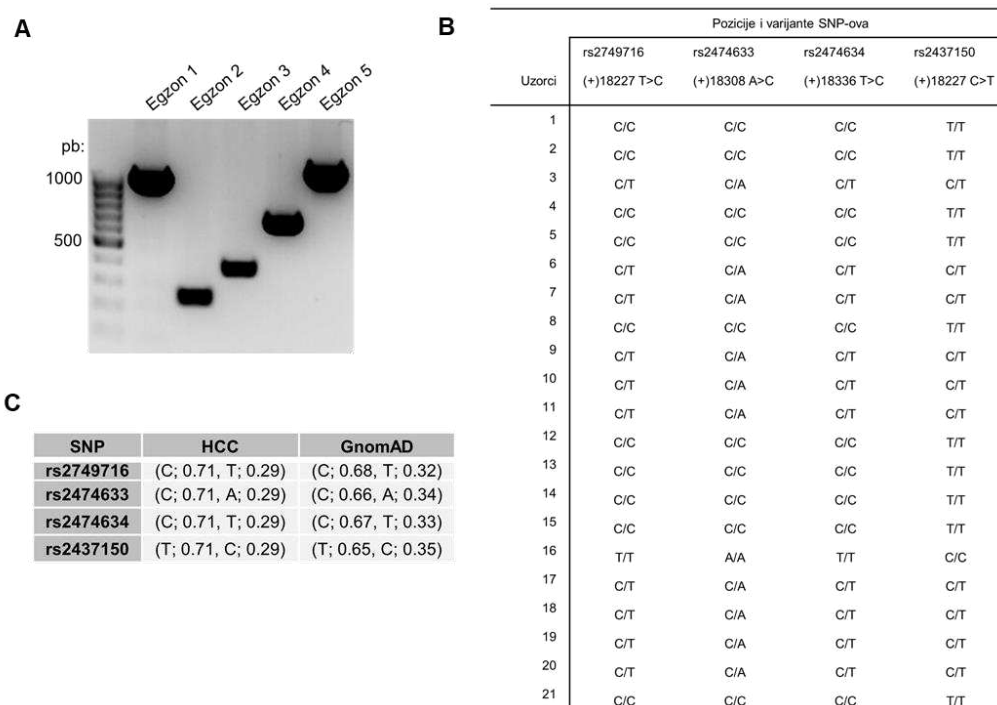 A
Egzon 1 Egzon 2 Egzon 3 Egzon 4 Egzon 5
pb:
1000
500
B
Pozicije i varijante SNP-ova
rs2749716 rs2474633 rs2474634 rs2437150
Uzorci (+)18227 T>C (+)18308 A>C (+)18336 T>C (+)18227 C>T
1 C/C C/C C/C T/T
2 C/C C/C C/C T/T
3 C/T C/A C/T C/T
4 C/C C/C C/C T/T
5 C/C C/C C/C T/T
6 C/T C/A C/T C/T
7 C/T C/A C/T C/T
8 C/C C/C C/C T/T
9 C/T C/A C/T C/T
10 C/T C/A C/T C/T
11 C/T C/A C/T C/T
12 C/C C/C C/C T/T
13 C/C C/C C/C T/T
14 C/C C/C C/C T/T
15 C/C C/C C/C T/T
16 T/T A/A T/T C/C
17 C/T C/A C/T C/T
18 C/T C/A C/T C/T
19 C/T C/A C/T C/T
20 C/T C/A C/T C/T
21 C/C C/C C/C T/T
C
SNP HCC GnomAD
rs2749716 (C; 0.71, T; 0.29) (C; 0.68, T; 0.32)
rs2474633 (C; 0.71, A; 0.29) (C; 0.66, A; 0.34)
rs2474634 (C; 0.71, T; 0.29) (C; 0.67, T; 0.33)
rs2437150 (T; 0.71, C; 0.29) (T; 0.65, C; 0.35)